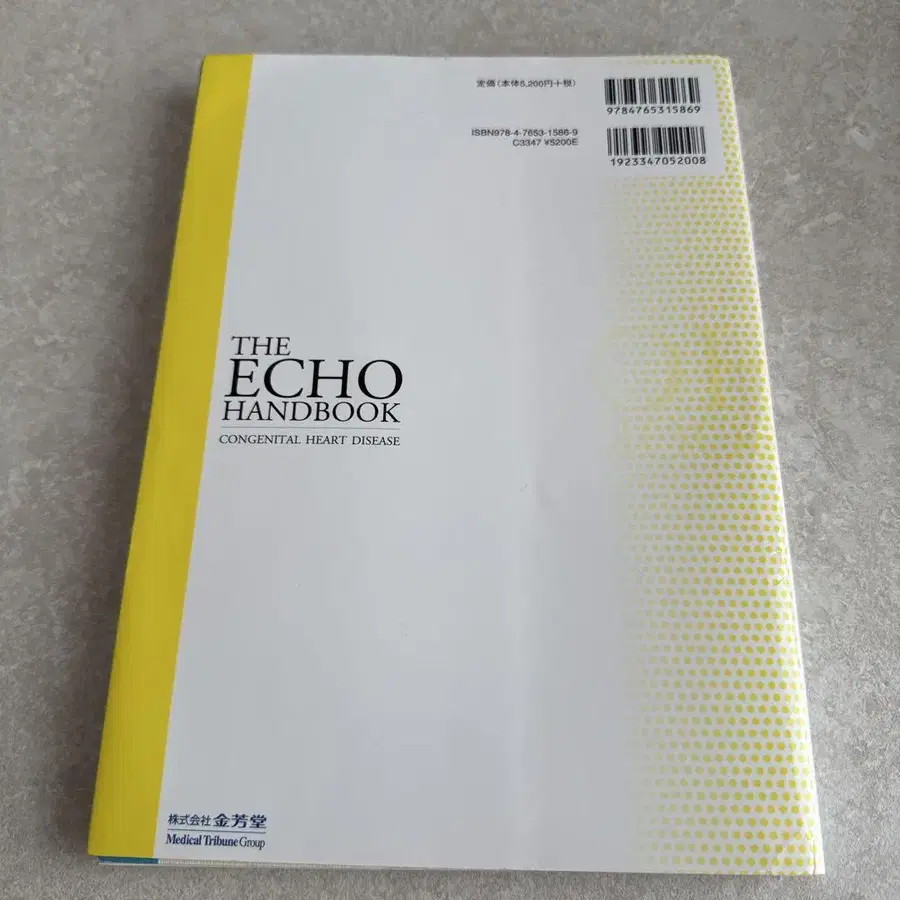 定価(本体5,200円+税)
9784765315869
ISBN978-4-7653-1586-9
C3347 ¥5200E
1923347052008
THE
ECHO
HANDBOOK
CONGENITAL HEART DISEASE
株式会社 金芳堂
Medical Tribune Group